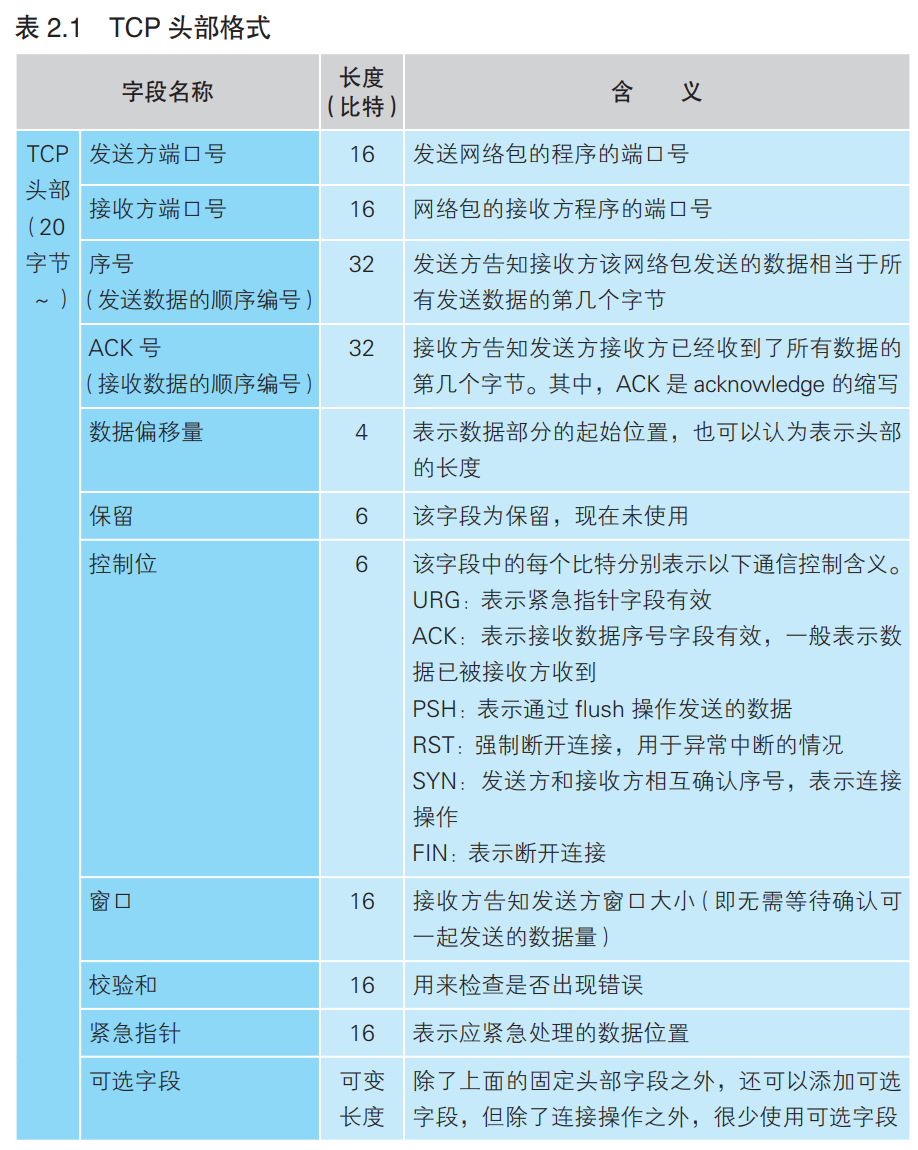 表 2.1 TCP 头部格式
字段名称
长度
（比特）
含 义
TCP
头部
（20
字节
~ ）
发送方端口号
16
发送网络包的程序的端口号
接收方端口号
16
网络包的接收方程序的端口号
序号
（发送数据的顺序编号）
32
发送方告知接收方该网络包发送的数据相当于所
有发送数据的第几个字节
ACK 号
（接收数据的顺序编号）
32
接收方告知发送方接收方已经收到了所有数据的
第几个字节。其中，ACK 是 acknowledge 的缩写
数据偏移量
4
表示数据部分的起始位置，也可以认为表示头部
的长度
保留
6
该字段为保留，现在未使用
控制位
6
该字段中的每个比特分别表示以下通信控制含义。
URG：表示紧急指针字段有效
ACK：表示接收数据序号字段有效，一般表示数
据已被接收方收到
PSH：表示通过 flush 操作发送的数据
RST：强制断开连接，用于异常中断的情况
SYN：发送方和接收方相互确认序号，表示连接
操作
FIN：表示断开连接
窗口
16
接收方告知发送方窗口大小（即无需等待确认可
一起发送的数据量）
校验和
16
用来检查是否出现错误
紧急指针
16
表示应紧急处理的数据位置
可选字段
可变
长度
除了上面的固定头部字段之外，还可以添加可选
字段，但除了连接操作之外，很少使用可选字段